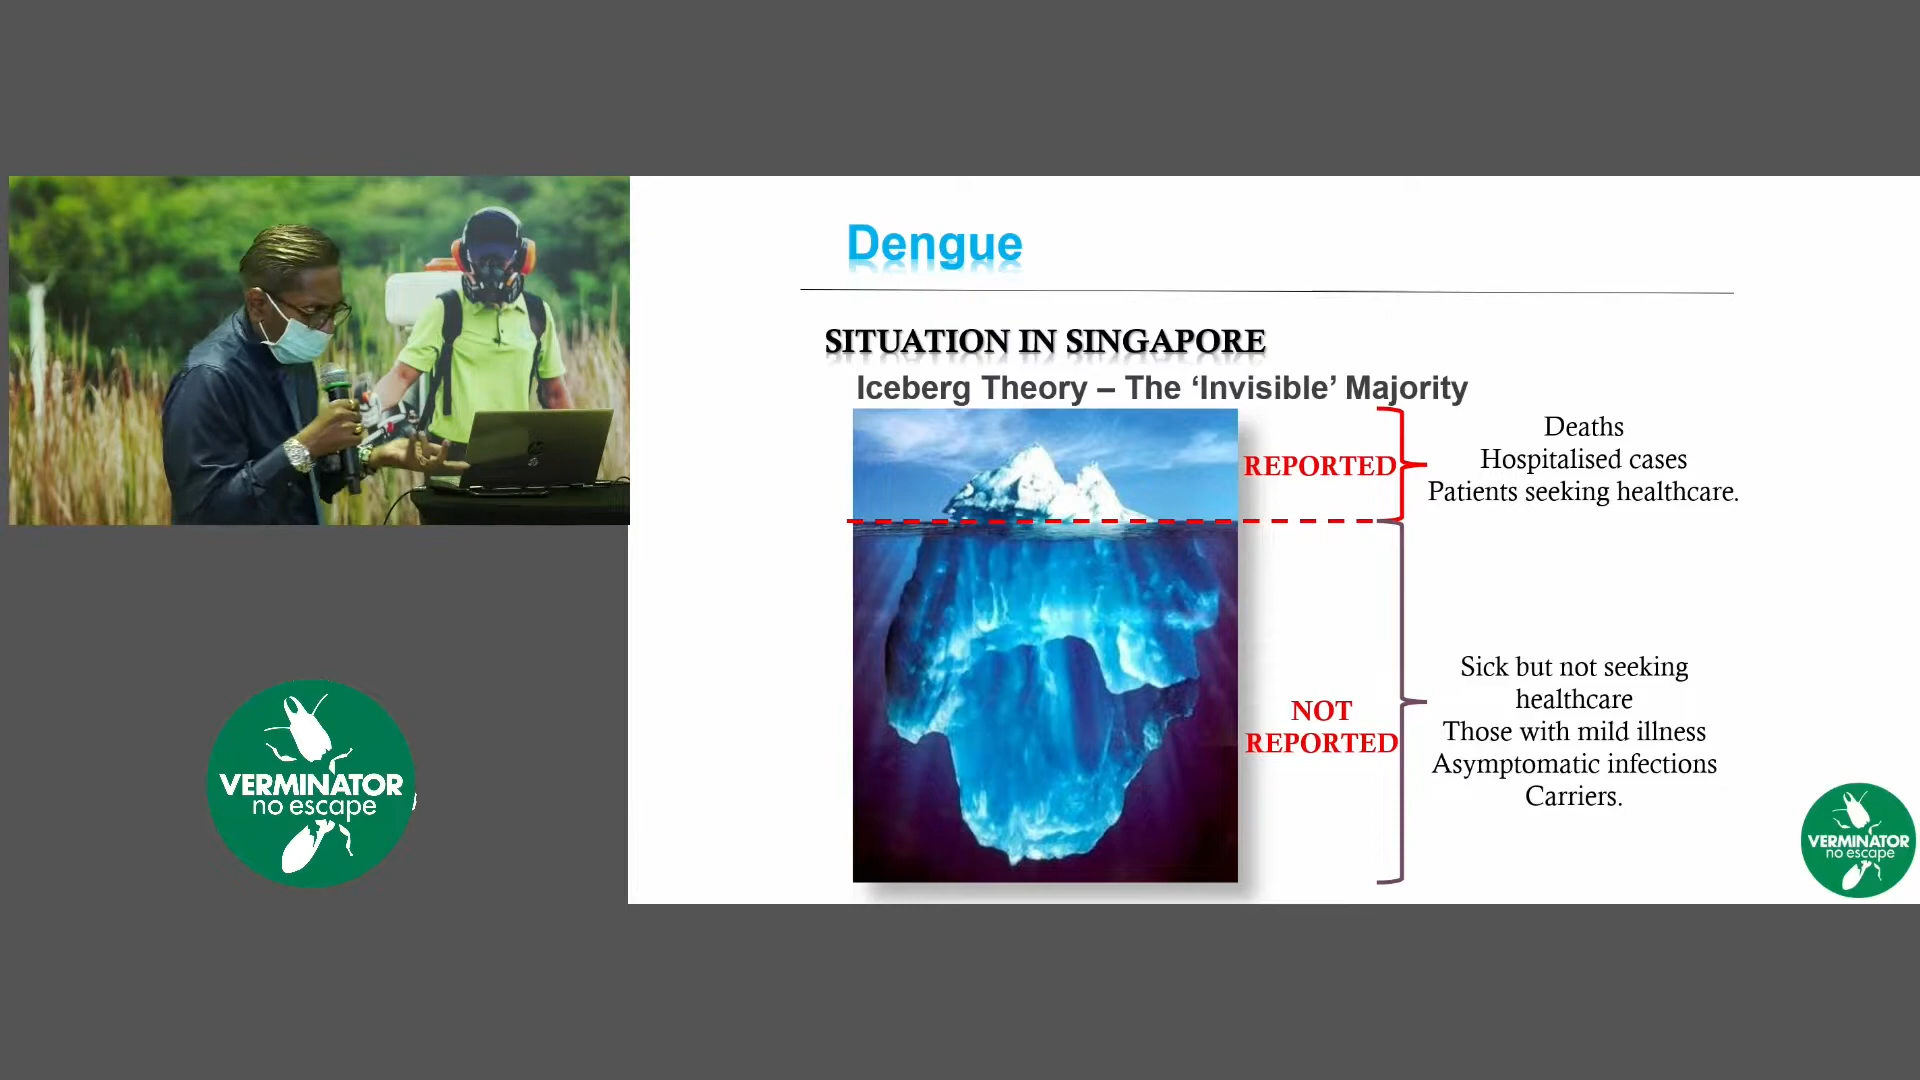 Dengue
SITUATION IN SINGAPORE
Iceberg Theory – The ‘Invisible’ Majority
REPORTED
Deaths
Hospitalised cases
Patients seeking healthcare.
NOT
REPORTED
Sick but not seeking
healthcare
Those with mild illness
Asymptomatic infections
Carriers.
VERMINATOR
no escape
VERMINATOR
no escape